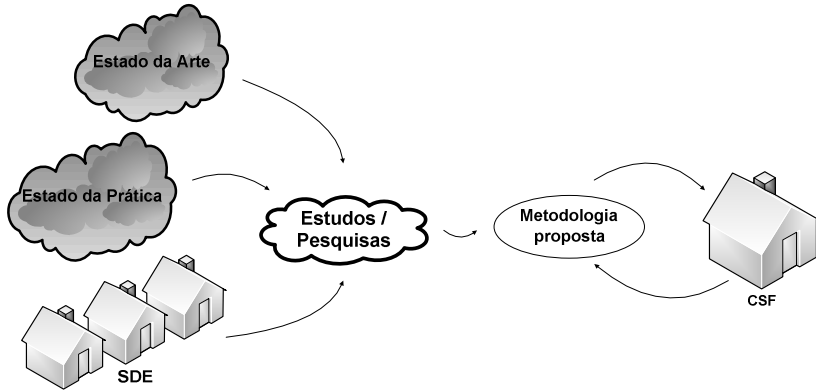 Estado da Arte
Estado da Prática
SDE
Estudos /
Pesquisas
Metodologia
proposta
CSF